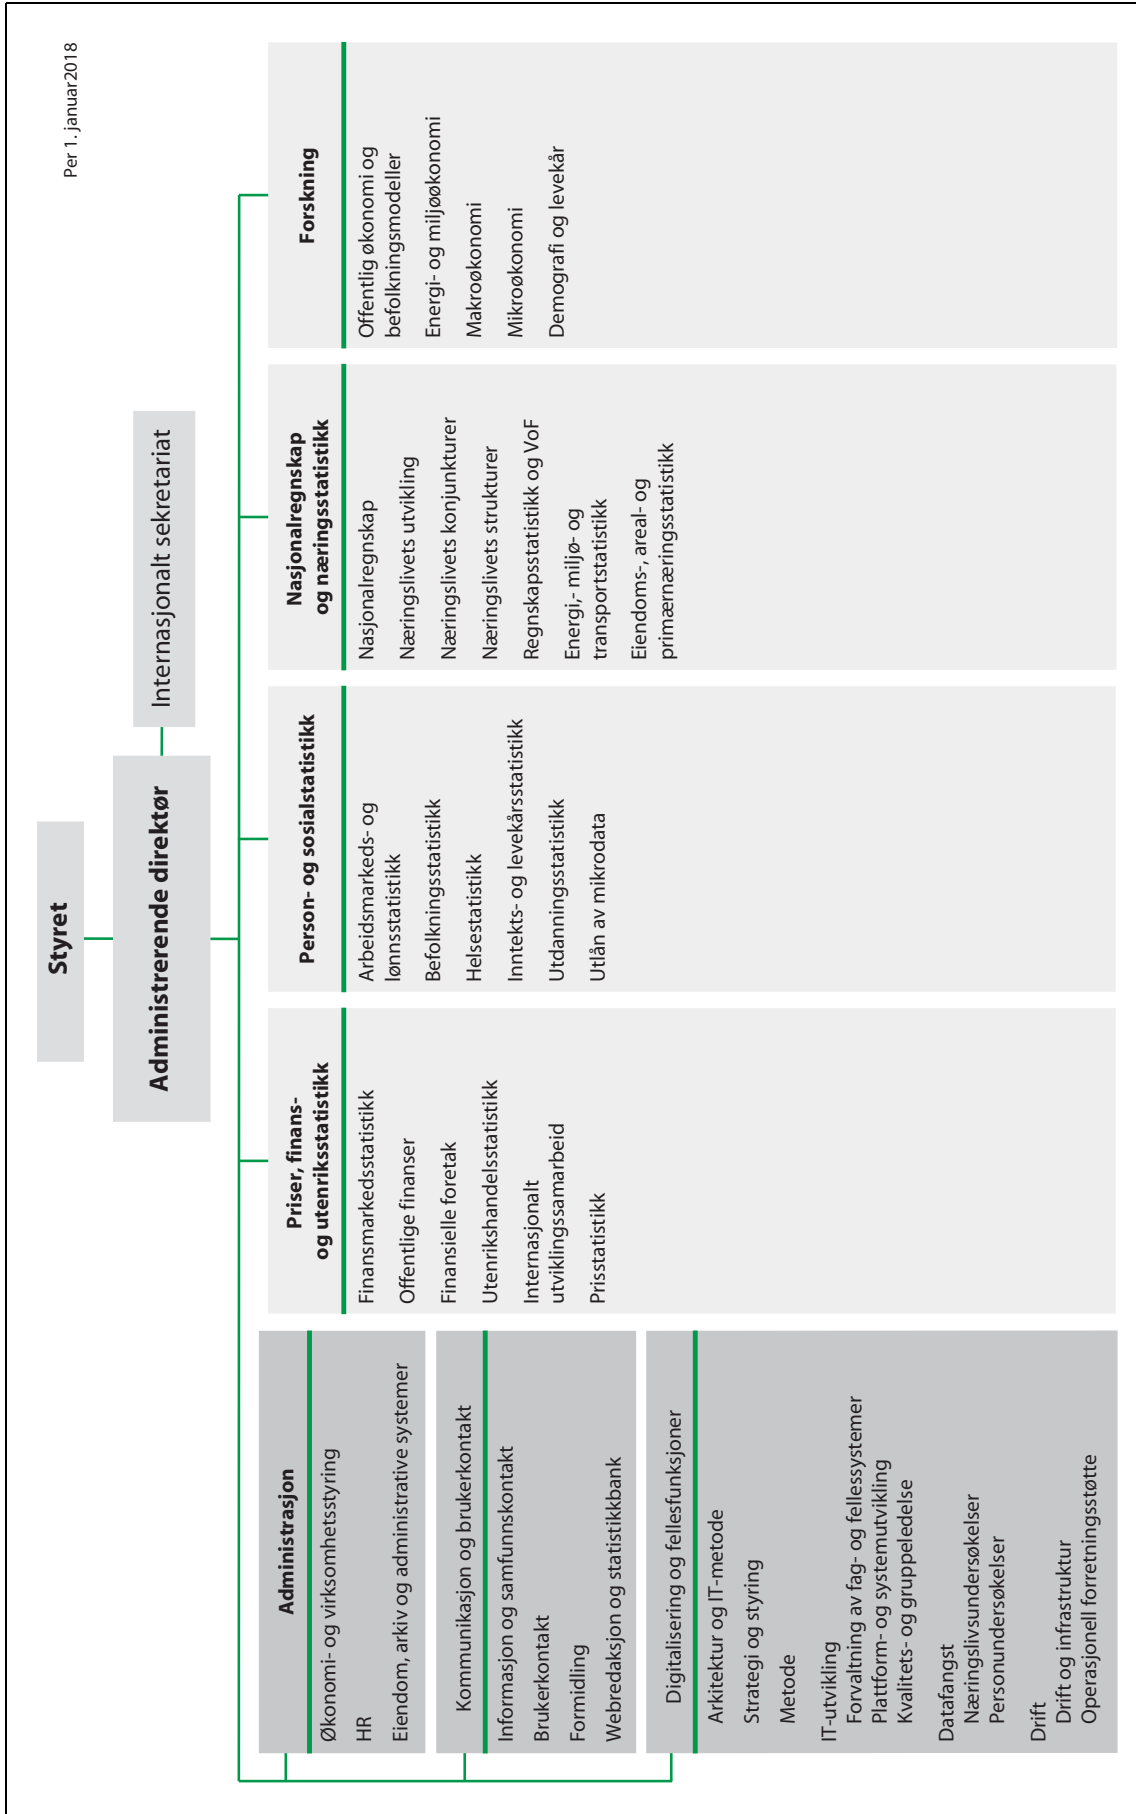 Per 1. januar2018
Styret
Administrerende direktør
Internasjonalt sekretariat
Administrasjon
Økonomi- og virksomhetsstyring
HR
Eiendom, arkiv og administrative systemer
Kommunikasjon og brukerkontakt
Informasjon og samfunnskontakt
Brukerkontakt
Formidling
Webredaksjon og statistikkbank
Digitalisering og fellesfunksjoner
Arkitektur og IT-metode
Strategi og styring
Metode
IT-utvikling
Forvaltning av fag- og fellessystemer
Plattform- og systemutvikling
Kvalitets- og gruppeledelse
Datafangst
Næringslivsundersøkelser
Personundersøkelser
Drift
Drift og infrastruktur
Operasjonell forretningsstøtte
Priser, finans-
og utenriksstatistikk
Finansmarkedsstatistikk
Offentlige finanser
Finansielle foretak
Utenrikshandelsstatistikk
Internasjonalt
utviklingssamarbeid
Prisstatistikk
Person- og sosialstatistikk
Arbeidsmarkeds- og
lønnsstatistikk
Befolkningsstatistikk
Helsestatistikk
Inntekts- og levekårsstatistikk
Utdanningsstatistikk
Utlån av mikrodata
Nasjonalregnskap
og næringsstatistikk
Nasjonalregnskap
Næringslivets utvikling
Næringslivets konjunkturer
Næringslivets strukturer
Regnskapsstatistikk og VoF
Energi,- miljø- og
transportstatistikk
Eiendoms-, areal- og
primærnæringsstatistikk
Forskning
Offentlig økonomi og
befolkningsmodeller
Energi- og miljøøkonomi
Makroøkonomi
Mikroøkonomi
Demografi og levekår